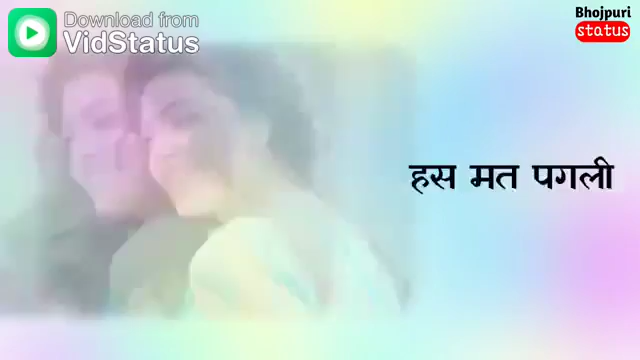 Download from
VidStatus
Bhojpuri
status
हस मत पगली